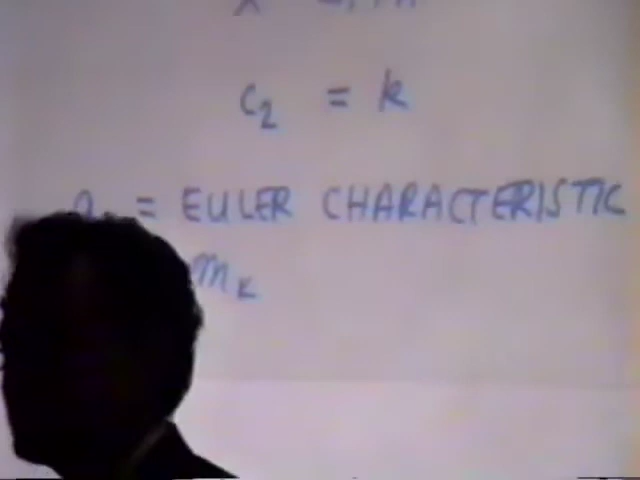 c₂ = k
= EULER CHARACTERISTIC
m_k